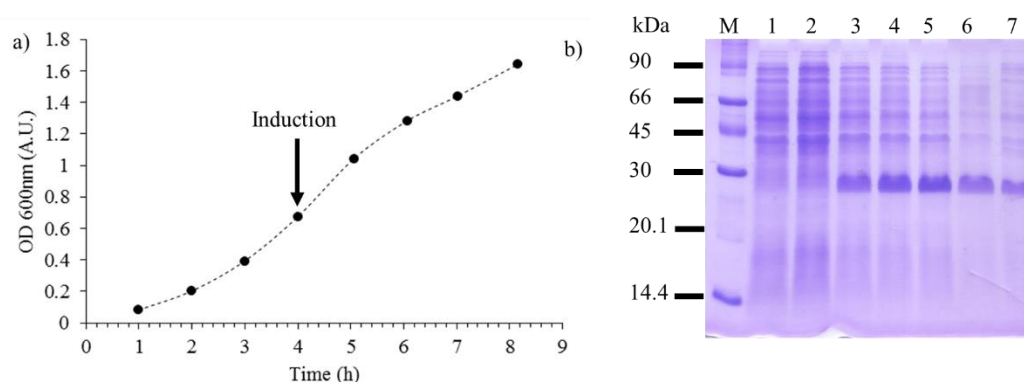 a)
1.8
1.6
1.4
1.2
1
0.8
0.6
0.4
0.2
0
OD 600nm (A.U.)
Induction
0 1 2 3 4 5 6 7 8 9
Time (h)
b)
kDa M 1 2 3 4 5 6 7
90
66
45
30
20.1
14.4